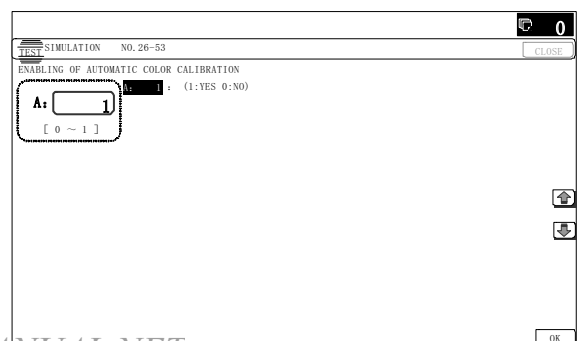 0
TEST SIMULATION NO.26-53
CLOSE
ENABLING OF AUTOMATIC COLOR CALIBRATION
A: 1 : (1:YES 0:NO)
A: 1
[ 0 ～ 1 ]
OK